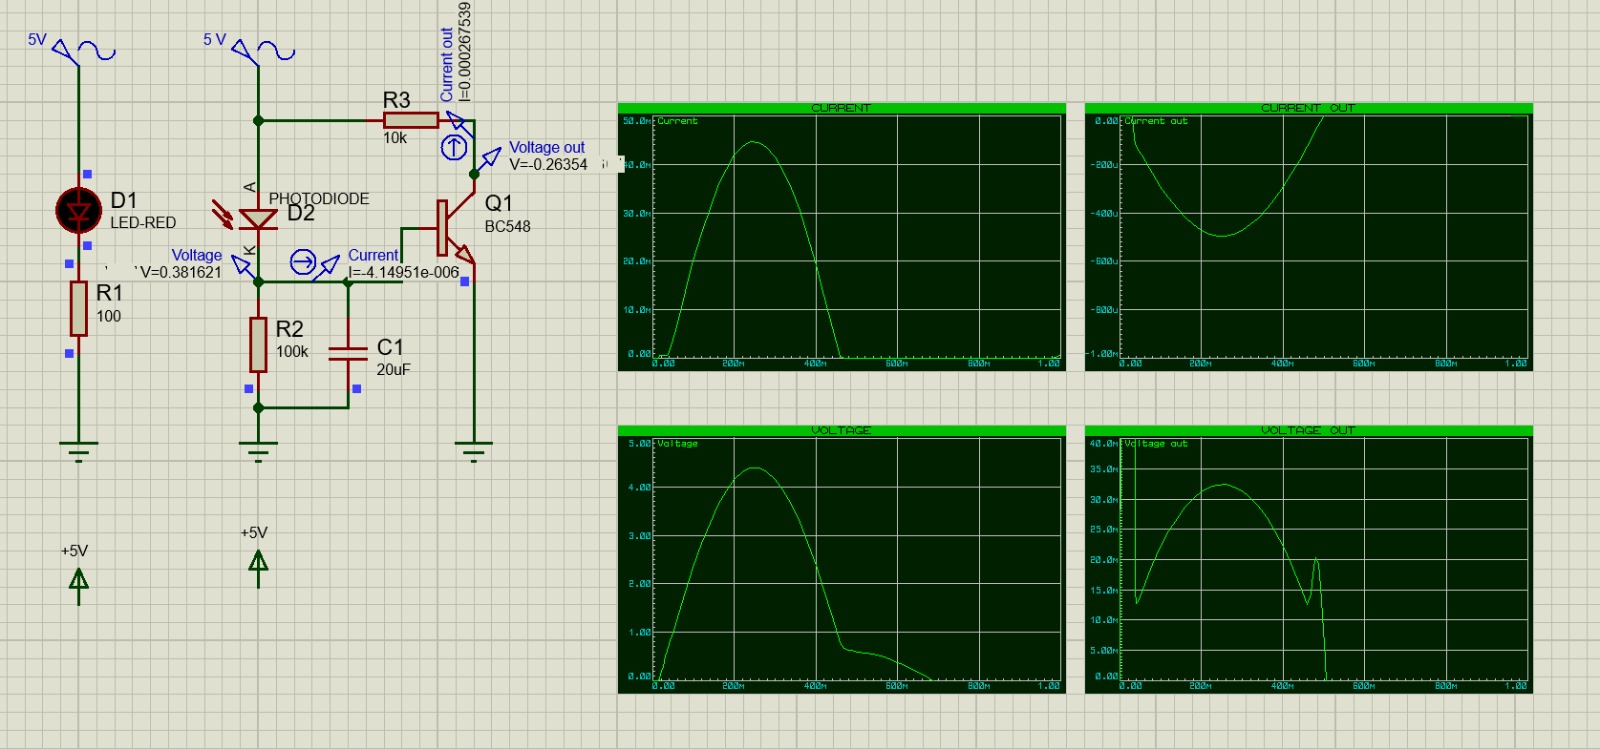 5V
5 V
Current out
I=0.000267539
R3
10k
Voltage out
V=-0.26354
A
PHOTODIODE
D2
K
D1
LED-RED
Q1
BC548
Voltage
V=0.381621
Current
I=-4.14951e-006
R1
100
R2
100k
C1
20uF
+5V
+5V
CURRENT
Current
50.0m
40.0m
30.0m
20.0m
10.0m
0.00
0.00 200m 400m 600m 800m 1.00
CURRENT OUT
Current out
0.00
-200u
-400u
-600u
-800u
-1.00m
0.00 200m 400m 600m 800m 1.00
VOLTAGE
Voltage
5.00
4.00
3.00
2.00
1.00
0.00
0.00 200m 400m 600m 800m 1.00
VOLTAGE OUT
Voltage out
40.0m
35.0m
30.0m
25.0m
20.0m
15.0m
10.0m
5.00m
0.00
0.00 200m 400m 600m 800m 1.00